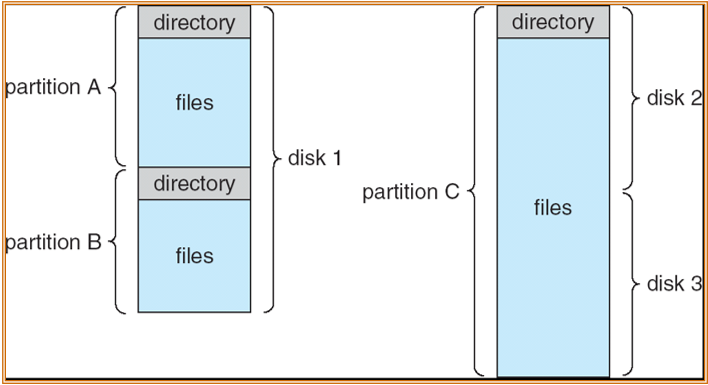 directory
partition A
files
disk 1
directory
partition B
files
directory
disk 2
partition C
files
disk 3